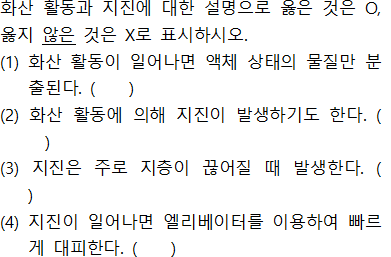 화산 활동과 지진에 대한 설명으로 옳은 것은 O,
옳지 않은 것은 X로 표시하시오.
(1) 화산 활동이 일어나면 액체 상태의 물질만 분
출된다. (      )
(2) 화산 활동에 의해 지진이 발생하기도 한다. (
)
(3) 지진은 주로 지층이 끊어질 때 발생한다. (
)
(4) 지진이 일어나면 엘리베이터를 이용하여 빠르
게 대피한다. (      )